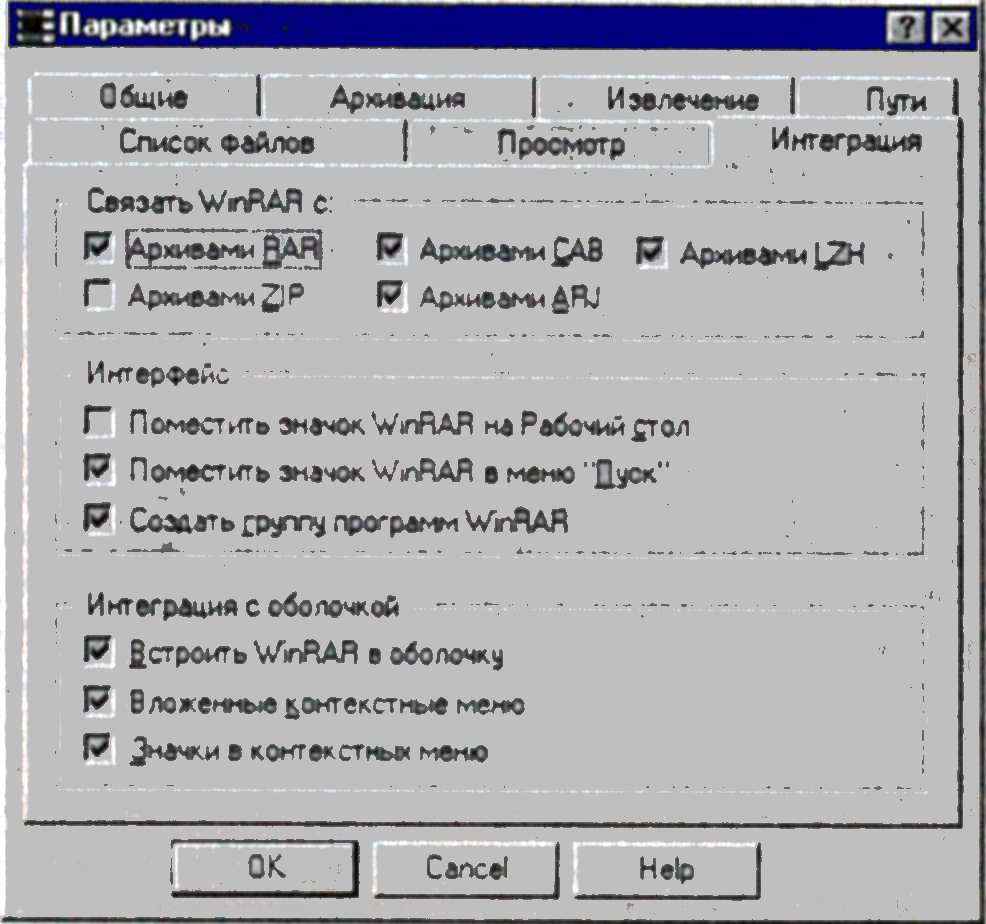 Параметры
Общие Архивация Извлечение Пути
Список файлов Просмотр Интеграция
Связать WinRAR с:
Архивами RAR Архивами CAB Архивами LZH
Архивами ZIP Архивами ARJ
Интерфейс
Поместить значок WinRAR на Рабочий стол
Поместить значок WinRAR в меню "Пуск"
Создать группу программ WinRAR
Интеграция с оболочкой
Встроить WinRAR в оболочку
Вложенные контекстные меню
Значки в контекстных меню
OK Cancel Help